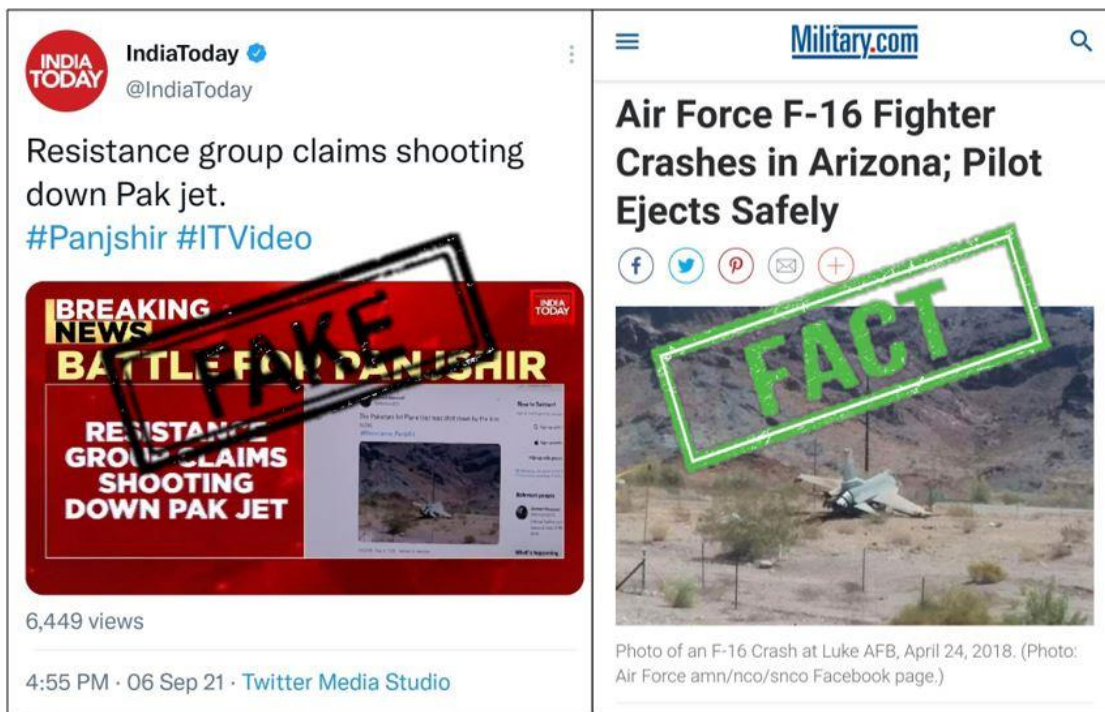 INDIA
TODAY
IndiaToday
@IndiaToday
Resistance group claims shooting
down Pak jet.
#Panjshir #ITVideo
BREAKING
NEWS
INDIA
TODAY
BATTLE FOR PANJSHIR
FAKE
RESISTANCE
GROUP CLAIMS
SHOOTING
DOWN PAK JET
6,449 views
4:55 PM · 06 Sep 21 · Twitter Media Studio
Military.com
Air Force F-16 Fighter
Crashes in Arizona; Pilot
Ejects Safely
FACT
Photo of an F-16 Crash at Luke AFB, April 24, 2018. (Photo:
Air Force amn/nco/snco Facebook page.)